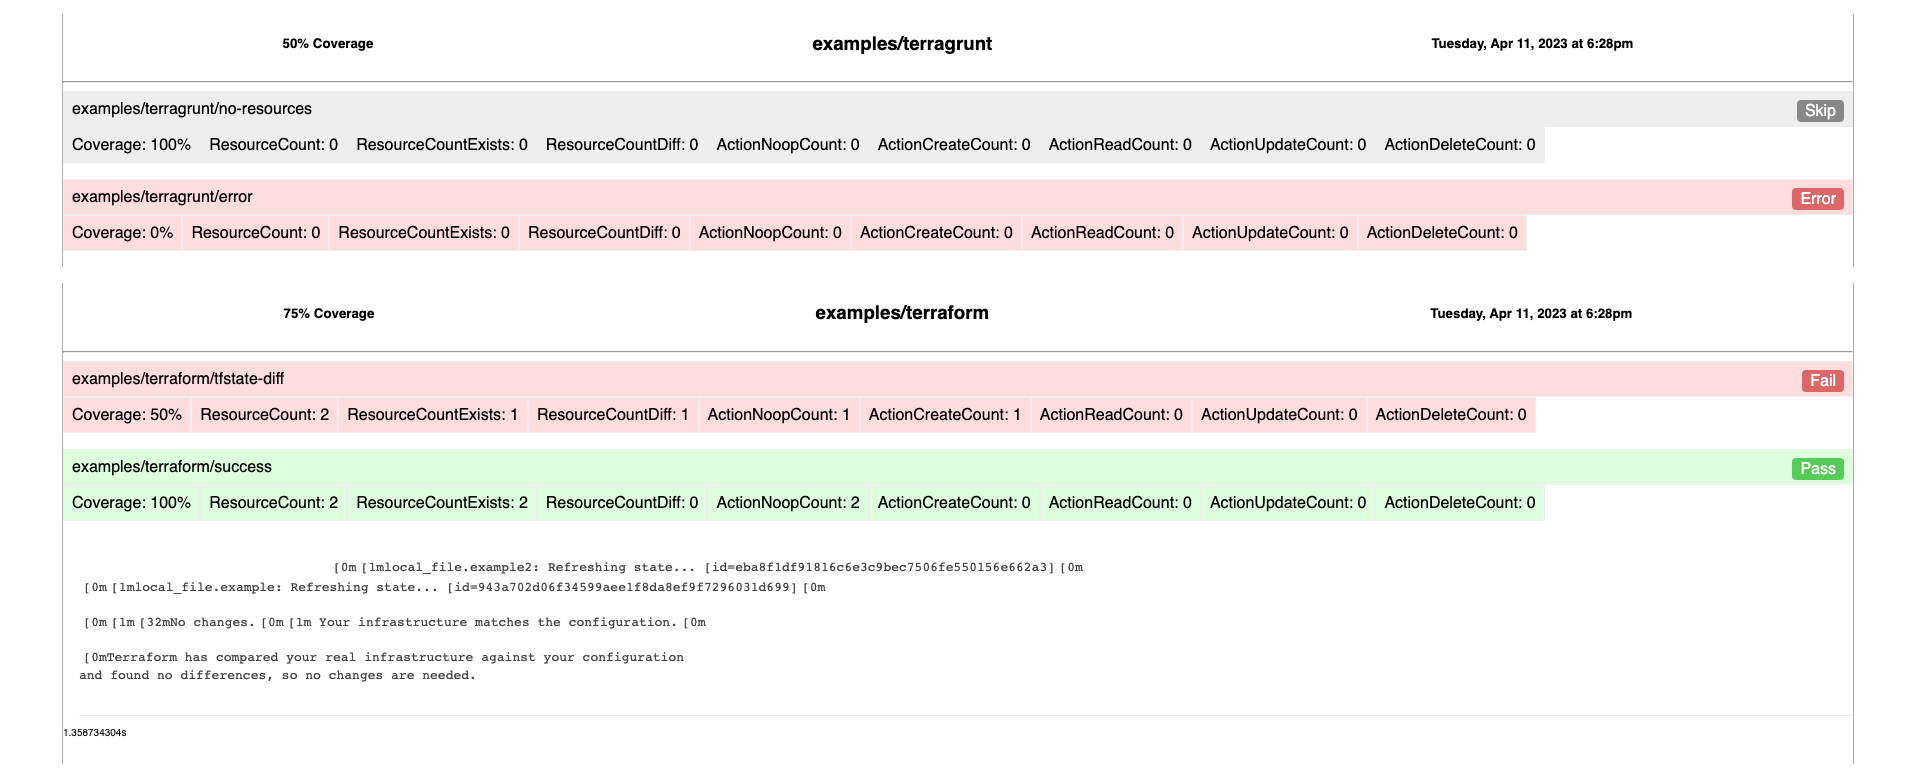 50% Coverage examples/terragrunt Tuesday, Apr 11, 2023 at 6:28pm
examples/terragrunt/no-resources Skip
Coverage: 100% ResourceCount: 0 ResourceCountExists: 0 ResourceCountDiff: 0 ActionNoopCount: 0 ActionCreateCount: 0 ActionReadCount: 0 ActionUpdateCount: 0 ActionDeleteCount: 0
examples/terragrunt/error Error
Coverage: 0% ResourceCount: 0 ResourceCountExists: 0 ResourceCountDiff: 0 ActionNoopCount: 0 ActionCreateCount: 0 ActionReadCount: 0 ActionUpdateCount: 0 ActionDeleteCount: 0
75% Coverage examples/terraform Tuesday, Apr 11, 2023 at 6:28pm
examples/terraform/tfstate-diff Fail
Coverage: 50% ResourceCount: 2 ResourceCountExists: 1 ResourceCountDiff: 1 ActionNoopCount: 1 ActionCreateCount: 1 ActionReadCount: 0 ActionUpdateCount: 0 ActionDeleteCount: 0
examples/terraform/success Pass
Coverage: 100% ResourceCount: 2 ResourceCountExists: 2 ResourceCountDiff: 0 ActionNoopCount: 2 ActionCreateCount: 0 ActionReadCount: 0 ActionUpdateCount: 0 ActionDeleteCount: 0
[0m [1mlocal_file.example2: Refreshing state... [id=eba8f1df91816c6e3c9bec7506fe550156e662a3] [0m
[0m [1mlocal_file.example: Refreshing state... [id=943a702d06f34599aee1f8da8ef9f7296031d699] [0m
[0m [1m [32mNo changes. [0m [1m Your infrastructure matches the configuration. [0m
[0mTerraform has compared your real infrastructure against your configuration
and found no differences, so no changes are needed.
1.358734304s